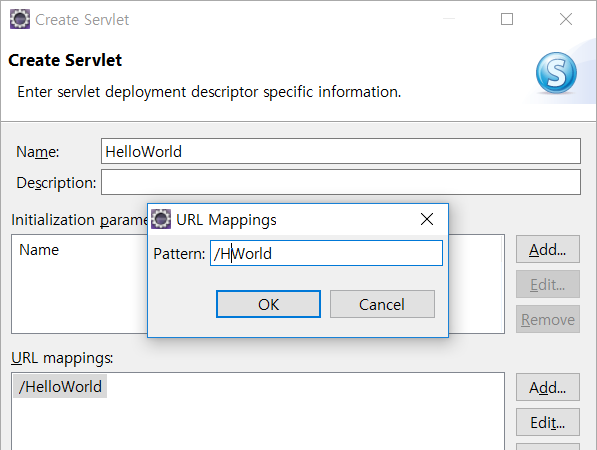 Create Servlet
Create Servlet
Enter servlet deployment descriptor specific information.
S
Name: HelloWorld
Description:
Initialization parame
Name
Add...
Edit...
Remove
URL Mappings
Pattern: /HWorld
OK Cancel
URL mappings:
/HelloWorld
Add...
Edit...